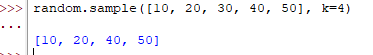 >>> random.sample([10, 20, 30, 40, 50], k=4)
...
[10, 20, 40, 50]